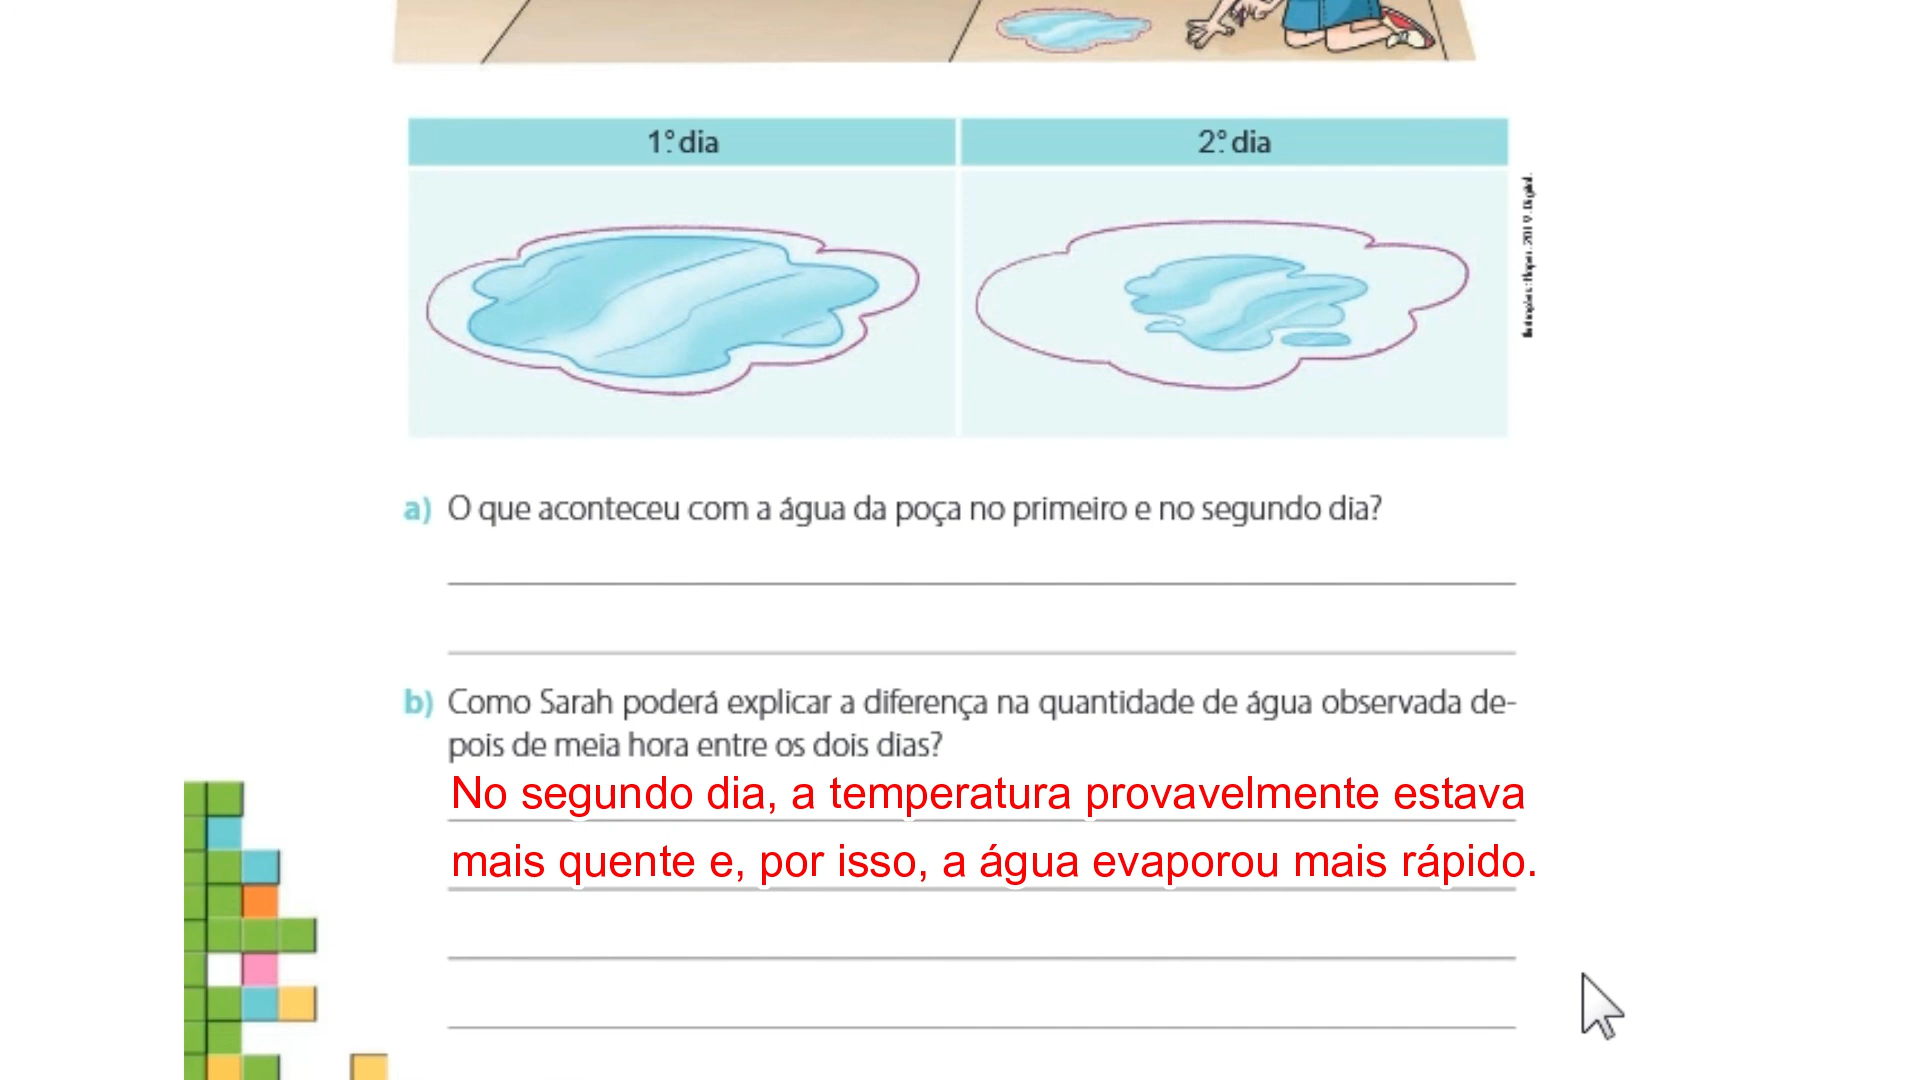 1º dia
2º dia
a) O que aconteceu com a água da poça no primeiro e no segundo dia?
b) Como Sarah poderá explicar a diferença na quantidade de água observada de-
pois de meia hora entre os dois dias?
No segundo dia, a temperatura provavelmente estava
mais quente e, por isso, a água evaporou mais rápido.